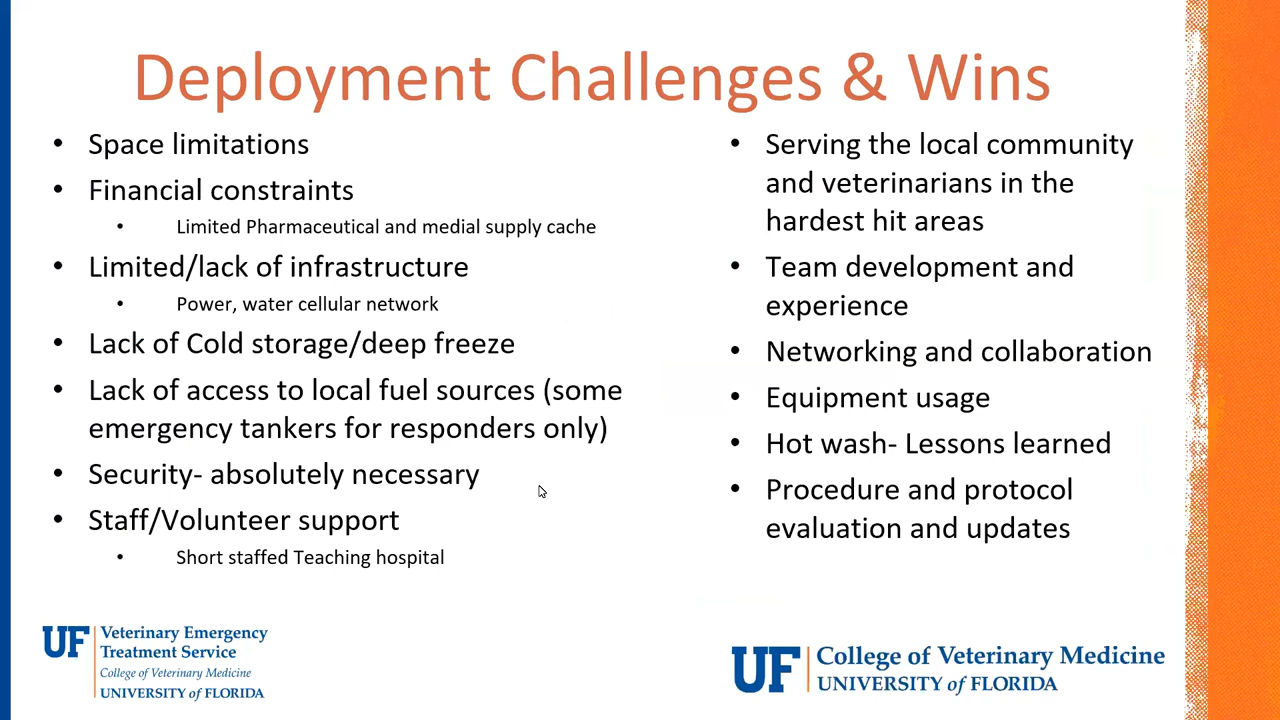 Deployment Challenges & Wins
• Space limitations
• Financial constraints
• Limited Pharmaceutical and medial supply cache
• Limited/lack of infrastructure
• Power, water cellular network
• Lack of Cold storage/deep freeze
• Lack of access to local fuel sources (some
emergency tankers for responders only)
• Security- absolutely necessary
• Staff/Volunteer support
• Short staffed Teaching hospital
• Serving the local community
and veterinarians in the
hardest hit areas
• Team development and
experience
• Networking and collaboration
• Equipment usage
• Hot wash- Lessons learned
• Procedure and protocol
evaluation and updates
UF
Veterinary Emergency
Treatment Service
College of Veterinary Medicine
UNIVERSITY of FLORIDA
UF
College of Veterinary Medicine
UNIVERSITY of FLORIDA